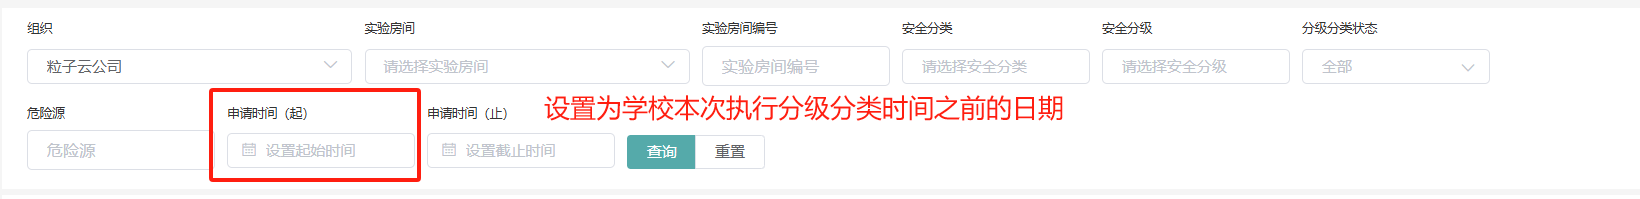 组织 实验房间 实验房间编号 安全分类 安全分级 分级分类状态
粒子云公司 请选择实验房间 实验房间编号 请选择安全分类 请选择安全分级 全部
危险源 申请时间（起） 申请时间（止） 设置为学校本次执行分级分类时间之前的日期
危险源 设置起始时间 设置截止时间 查询 重置